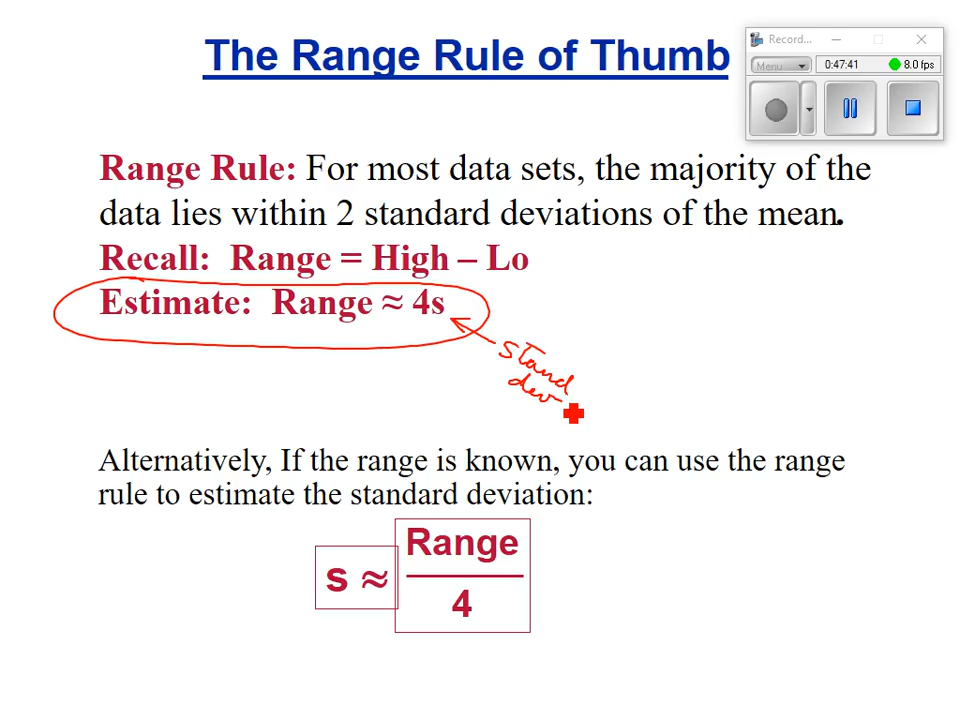 The Range Rule of Thumb
Record...
Menu
0:47:41
8.0 fps
Range Rule: For most data sets, the majority of the
data lies within 2 standard deviations of the mean.
Recall: Range = High – Lo
Estimate: Range ≈ 4s
stand
dev
Alternatively, If the range is known, you can use the range
rule to estimate the standard deviation:
s ≈
Range
4